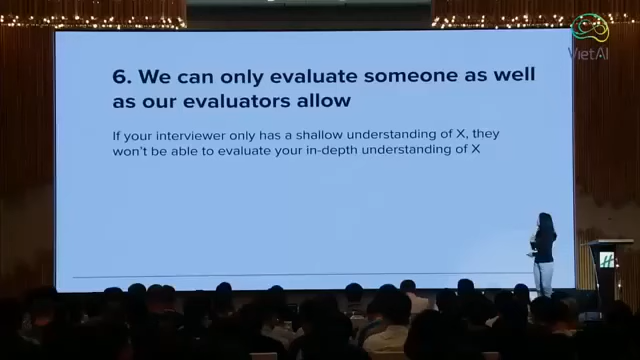 VietAI
6. We can only evaluate someone as well
as our evaluators allow
If your interviewer only has a shallow understanding of X, they
won't be able to evaluate your in-depth understanding of X
H